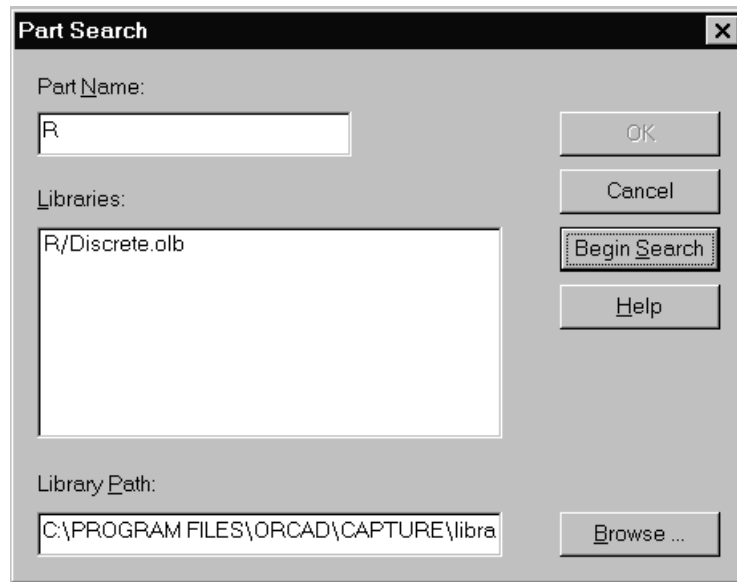 Part Search
Part Name:
R
OK
Libraries:
Cancel
R/Discrete.olb
Begin Search
Help
Library Path:
C:\PROGRAM FILES\ORCAD\CAPTURE\libra
Browse ...